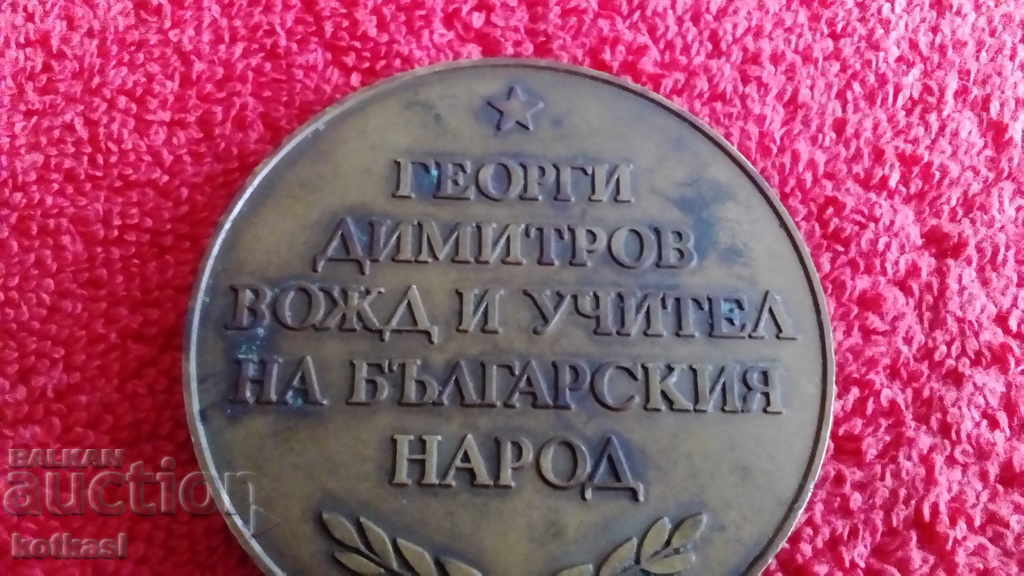 ГЕОРГИ
ДИМИТРОВ
ВОЖД И УЧИТЕЛ
НА БЪЛГАРСКИЯ
НАРОД
BALKAN
auction
kotkasl